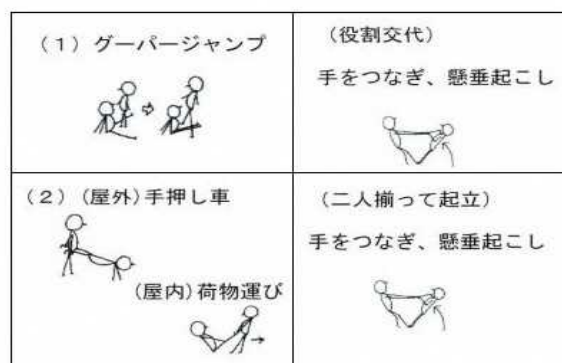 (1) グーパージャンプ
(役割交代)
手をつなぎ、懸垂起こし
(2) (屋外)手押し車
(屋内)荷物運び
(二人揃って起立)
手をつなぎ、懸垂起こし